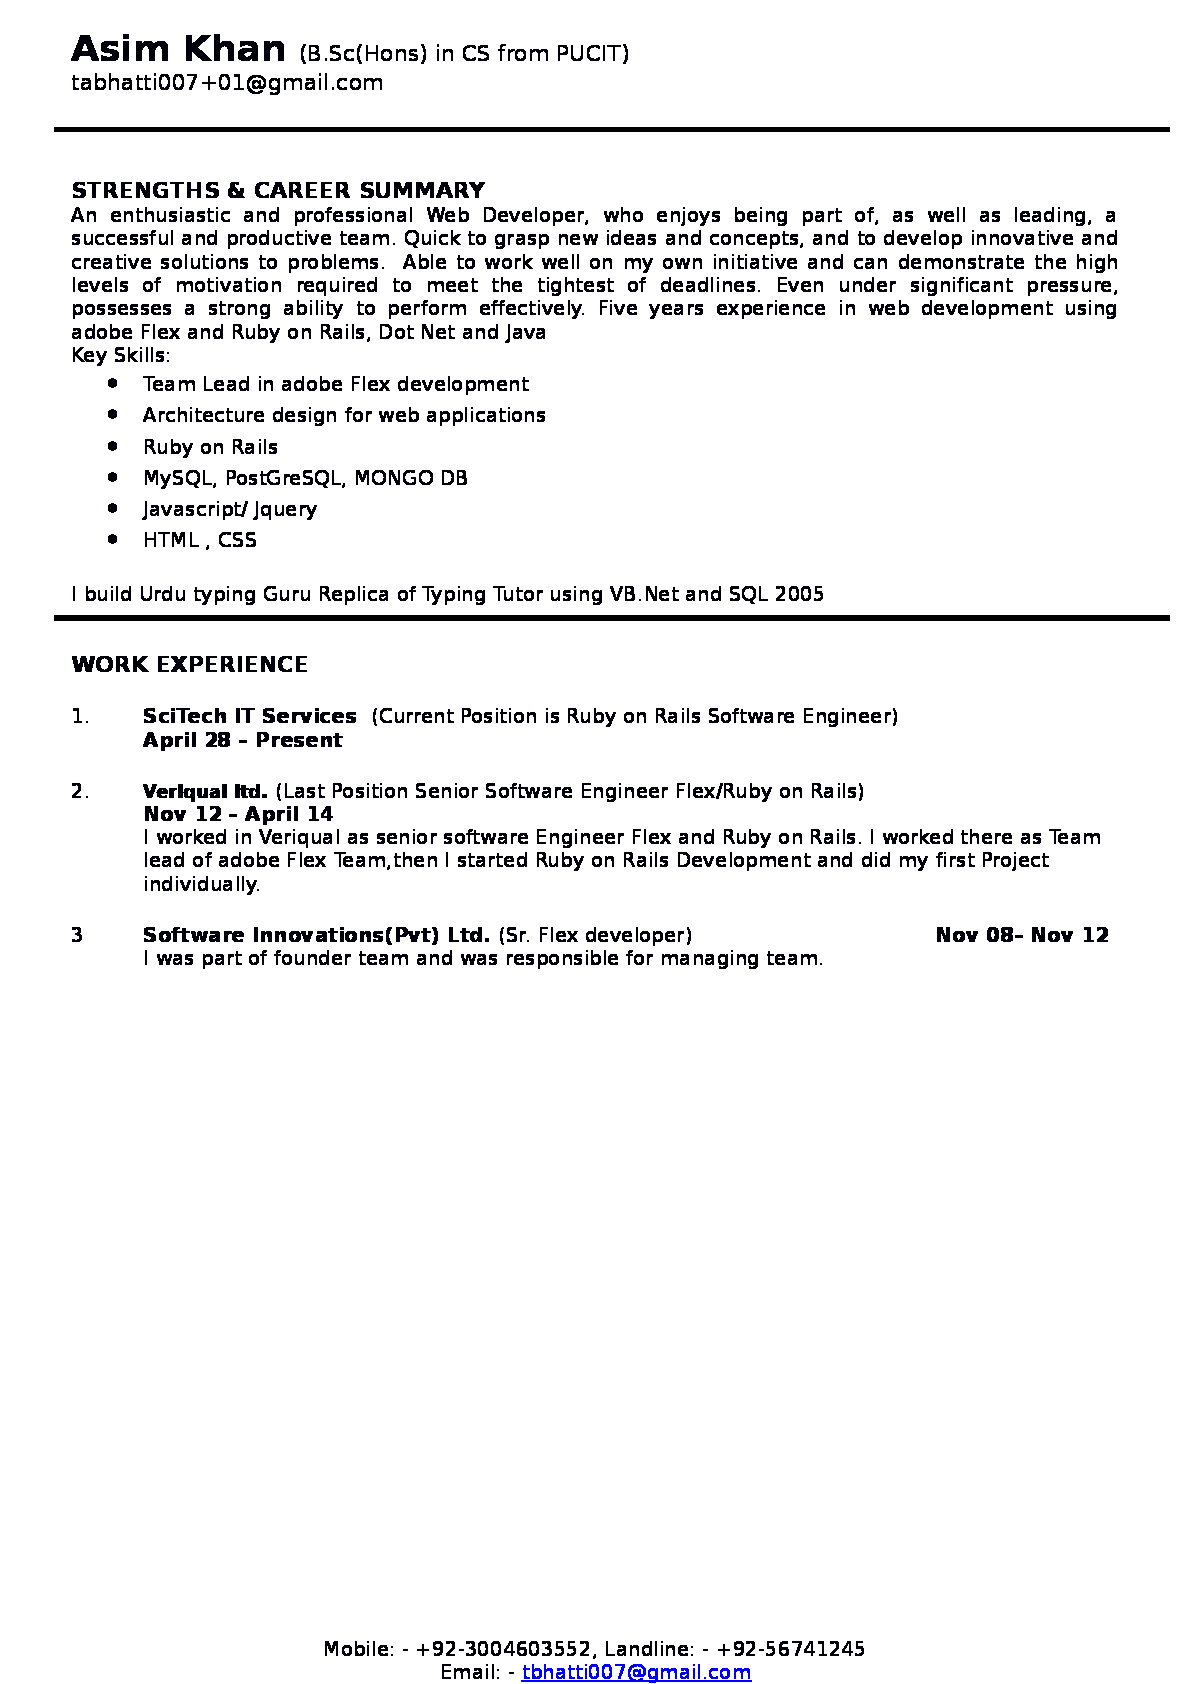 Asim Khan (B.Sc(Hons) in CS from PUCIT)
tabhatti007+01@gmail.com
STRENGTHS & CAREER SUMMARY
An enthusiastic and professional Web Developer, who enjoys being part of, as well as leading, a
successful and productive team. Quick to grasp new ideas and concepts, and to develop innovative and
creative solutions to problems.  Able to work well on my own initiative and can demonstrate the high
levels of motivation required to meet the tightest of deadlines. Even under significant pressure,
possesses a strong ability to perform effectively. Five years experience in web development using
adobe Flex and Ruby on Rails, Dot Net and Java
Key Skills:
● Team Lead in adobe Flex development
● Architecture design for web applications
● Ruby on Rails
● MySQL, PostGreSQL, MONGO DB
● Javascript/ Jquery
● HTML , CSS
I build Urdu typing Guru Replica of Typing Tutor using VB.Net and SQL 2005
WORK EXPERIENCE
1. SciTech IT Services  (Current Position is Ruby on Rails Software Engineer)
April 28 – Present
2. Veriqual ltd. (Last Position Senior Software Engineer Flex/Ruby on Rails)
Nov 12 – April 14
I worked in Veriqual as senior software Engineer Flex and Ruby on Rails. I worked there as Team
lead of adobe Flex Team,then I started Ruby on Rails Development and did my first Project
individually.
3 Software Innovations(Pvt) Ltd. (Sr. Flex developer) Nov 08– Nov 12
I was part of founder team and was responsible for managing team.
Mobile: - +92-3004603552, Landline: - +92-56741245
Email: - tbhatti007@gmail.com